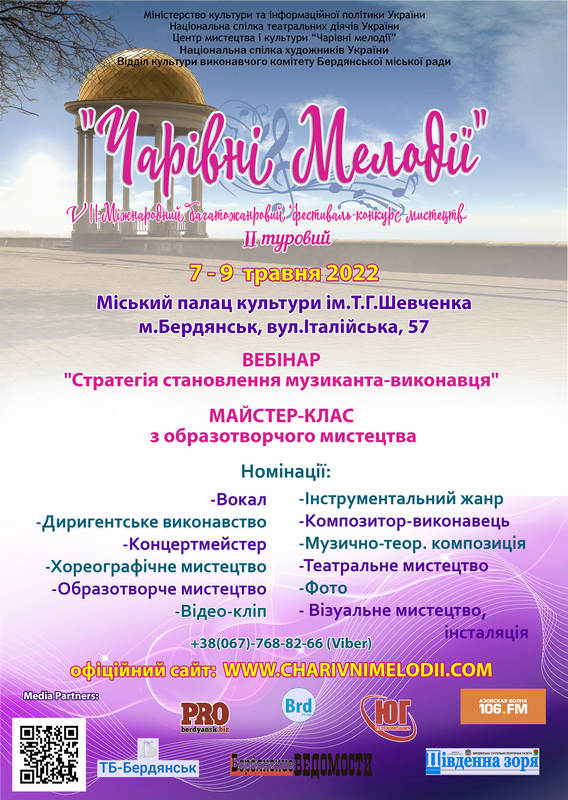 Міністерство культури та інформаційної політики України
Національна спілка театральних діячів України
Центр мистецтва і культури "Чарівні мелодії"
Національна спілка художників України
Відділ культури виконавчого комітету Бердянської міської ради
"Чарівні Мелодії"
VII Міжнародний багатожанровий фестиваль-конкурс мистецтв
II туровий
7 - 9 травня 2022
Міський палац культури ім.Т.Г.Шевченка
м.Бердянськ, вул.Італійська, 57
ВЕБІНАР
"Стратегія становлення музиканта-виконавця"
МАЙСТЕР-КЛАС
з образотворчого мистецтва
Номінації:
-Вокал
-Диригентське виконавство
-Концертмейстер
-Хореографічне мистецтво
-Образотворче мистецтво
-Відео-кліп
-Інструментальний жанр
-Композитор-виконавець
-Музично-теор. композиція
-Театральне мистецтво
-Фото
- Візуальне мистецтво,
інсталяція
+38(067)-768-82-66 (Viber)
офіційний сайт: WWW.CHARIVNIMELODII.COM
Media Partners:
PRO
berdyansk.biz
Brd
ЮГ
АЗОВСКАЯ ВОЛНА
106.FM
ТБ-Бердянськ
Бердянские ВЕДОМОСТИ
Південна зоря